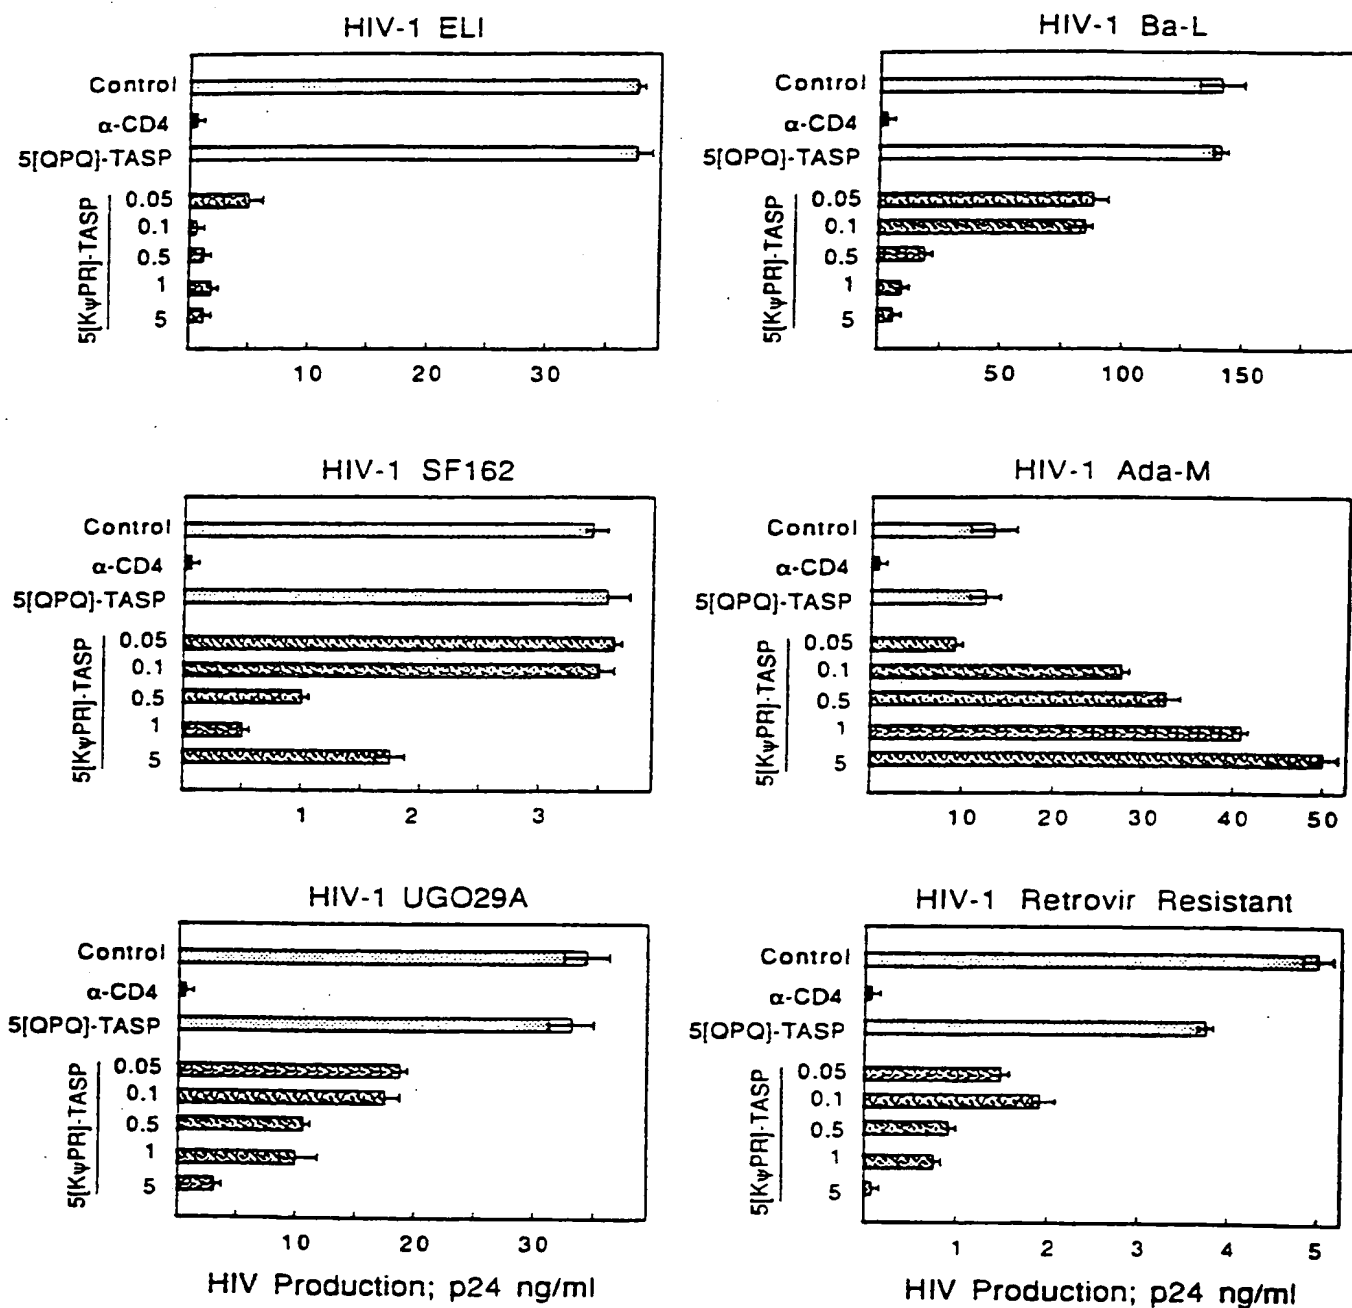 HIV-1 ELI
Control
α-CD4
5[QPQ]-TASP
5[KψPR]-TASP
0.05
0.1
0.5
1
5
10 20 30
HIV-1 Ba-L
Control
α-CD4
5[QPQ]-TASP
5[KψPR]-TASP
0.05
0.1
0.5
1
5
50 100 150
HIV-1 SF162
Control
α-CD4
5[QPQ]-TASP
5[KψPR]-TASP
0.05
0.1
0.5
1
5
1 2 3
HIV-1 Ada-M
Control
α-CD4
5[QPQ]-TASP
5[KψPR]-TASP
0.05
0.1
0.5
1
5
10 20 30 40 50
HIV-1 UGO29A
Control
α-CD4
5[QPQ]-TASP
5[KψPR]-TASP
0.05
0.1
0.5
1
5
10 20 30
HIV Production; p24 ng/ml
HIV-1 Retrovir Resistant
Control
α-CD4
5[QPQ]-TASP
5[KψPR]-TASP
0.05
0.1
0.5
1
5
1 2 3 4 5
HIV Production; p24 ng/ml